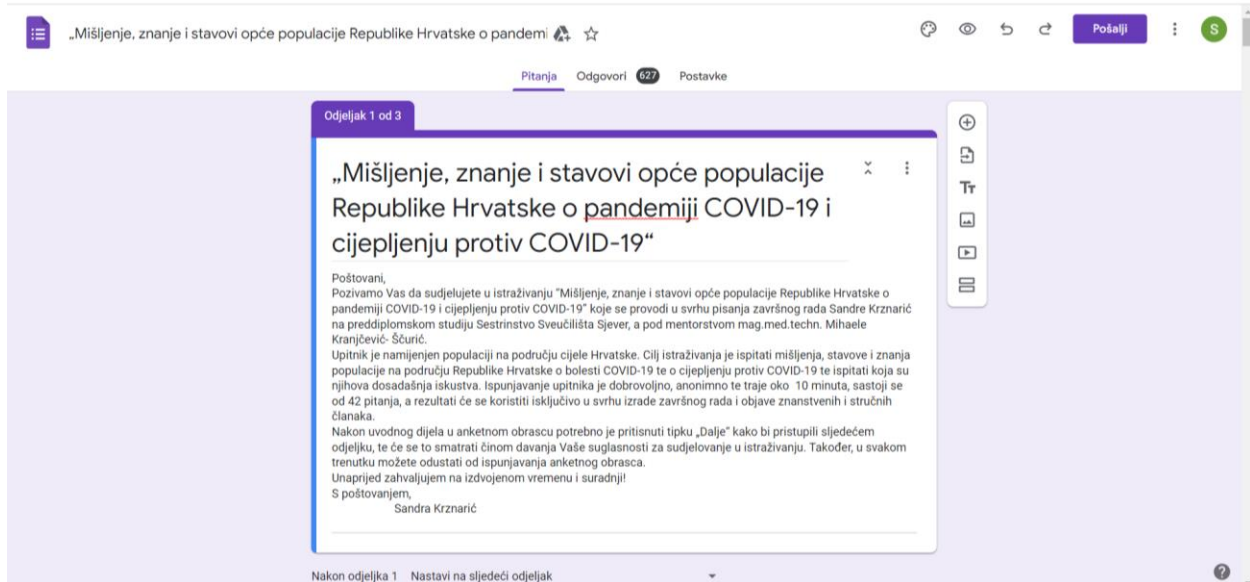 „Mišljenje, znanje i stavovi opće populacije Republike Hrvatske o pandemi
Pošalji
S
Pitanja Odgovori 627 Postavke
Odjeljak 1 od 3
„Mišljenje, znanje i stavovi opće populacije
Republike Hrvatske o pandemiji COVID-19 i
cijepljenju protiv COVID-19“
Poštovani,
Pozivamo Vas da sudjelujete u istraživanju "Mišljenje, znanje i stavovi opće populacije Republike Hrvatske o
pandemiji COVID-19 i cijepljenju protiv COVID-19" koje se provodi u svrhu pisanja završnog rada Sandre Krznarić
na preddiplomskom studiju Sestrinstvo Sveučilišta Sjever, a pod mentorstvom mag.med.techn. Mihaele
Kranjčević- Ščurić.
Upitnik je namijenjen populaciji na području cijele Hrvatske. Cilj istraživanja je ispitati mišljenja, stavove i znanja
populacije na području Republike Hrvatske o bolesti COVID-19 te o cijepljenju protiv COVID-19 te ispitati koja su
njihova dosadašnja iskustva. Ispunjavanje upitnika je dobrovoljno, anonimno te traje oko 10 minuta, sastoji se
od 42 pitanja, a rezultati će se koristiti isključivo u svrhu izrade završnog rada i objave znanstvenih i stručnih
članaka.
Nakon uvodnog dijela u anketnom obrascu potrebno je pritisnuti tipku „Dalje" kako bi pristupili sljedećem
odjeljku, te će se to smatrati činom davanja Vaše suglasnosti za sudjelovanje u istraživanju. Također, u svakom
trenutku možete odustati od ispunjavanja anketnog obrasca.
Unaprijed zahvaljujem na izdvojenom vremenu i suradnji!
S poštovanjem,
Sandra Krznarić
Nakon odjeljka 1 Nastavi na sljedeći odjeljak